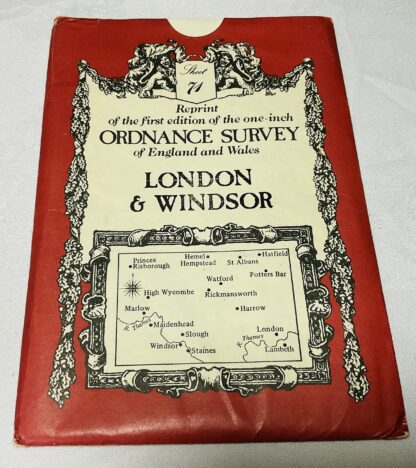 Sheet
71
Reprint
of the first edition of the one-inch
ORDNANCE SURVEY
of England and Wales
LONDON
& WINDSOR
Princes
Risborough
Hemel
Hempstead
St Albans
Hatfield
Potters Bar
Watford
High Wycombe
Rickmansworth
Marlow
Harrow
R Thames
Maidenhead
Slough
Windsor
Staines
London
R Thames
Lambeth